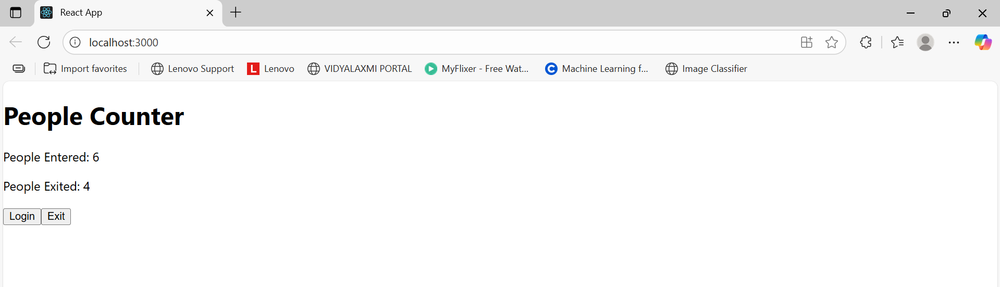 React App
localhost:3000
Import favorites Lenovo Support L Lenovo VIDYALAXMI PORTAL MyFlixer - Free Wat... C Machine Learning f... Image Classifier
People Counter
People Entered: 6
People Exited: 4
Login Exit